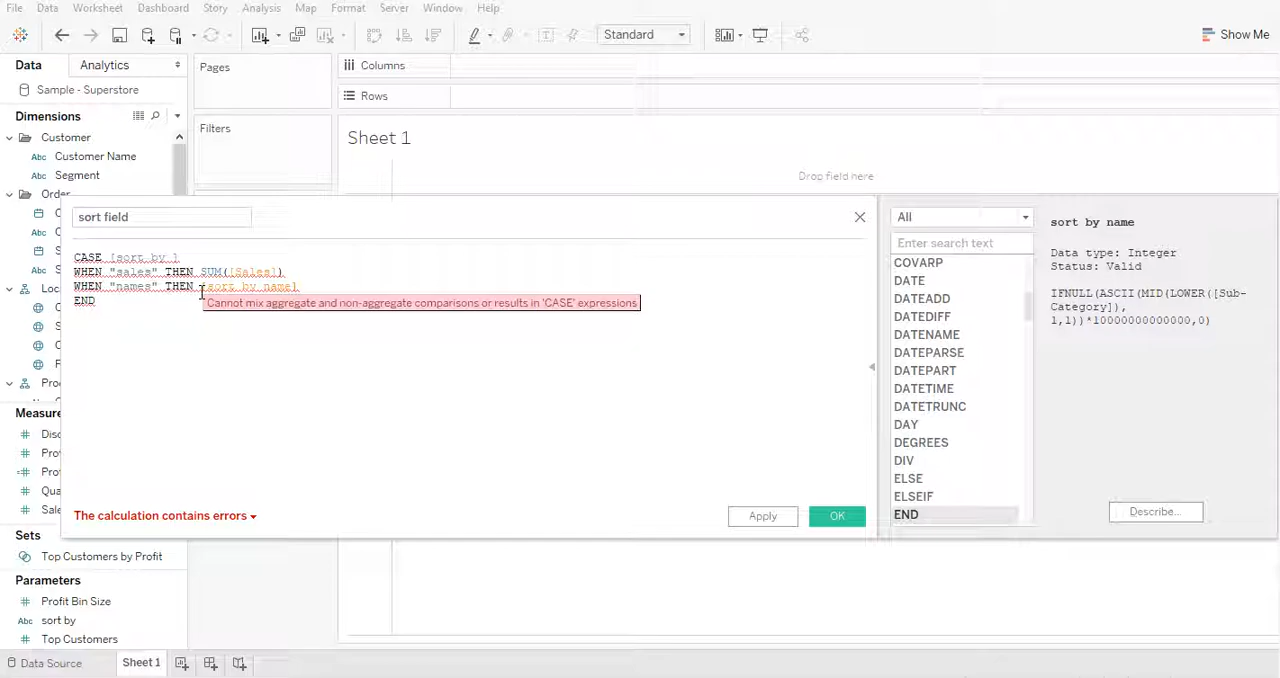 File Data Worksheet Dashboard Story Analysis Map Format Server Window Help
Standard
Show Me
Data
Analytics
Pages
Columns
Sample - Superstore
Rows
Dimensions
Filters
Customer
Sheet 1
Abc Customer Name
Abc Segment
Drop field here
Order
Abc
Abc
sort field
All
sort by name
Enter search text
CASE [sort by ]
WHEN "sales" THEN SUM([Sales])
WHEN "names" THEN [sort by name]
END
Cannot mix aggregate and non-aggregate comparisons or results in 'CASE' expressions
Data type: Integer
Status: Valid
IFNULL(ASCII(MID(LOWER([Sub-
Category]),
1,1))*10000000000000,0)
COVARP
DATE
DATEADD
DATEDIFF
DATENAME
DATEPARSE
DATEPART
DATETIME
DATETRUNC
DAY
DEGREES
DIV
ELSE
ELSEIF
END
Describe...
The calculation contains errors
Apply
OK
Sets
Top Customers by Profit
Parameters
Profit Bin Size
Abc sort by
Top Customers
Data Source
Sheet 1